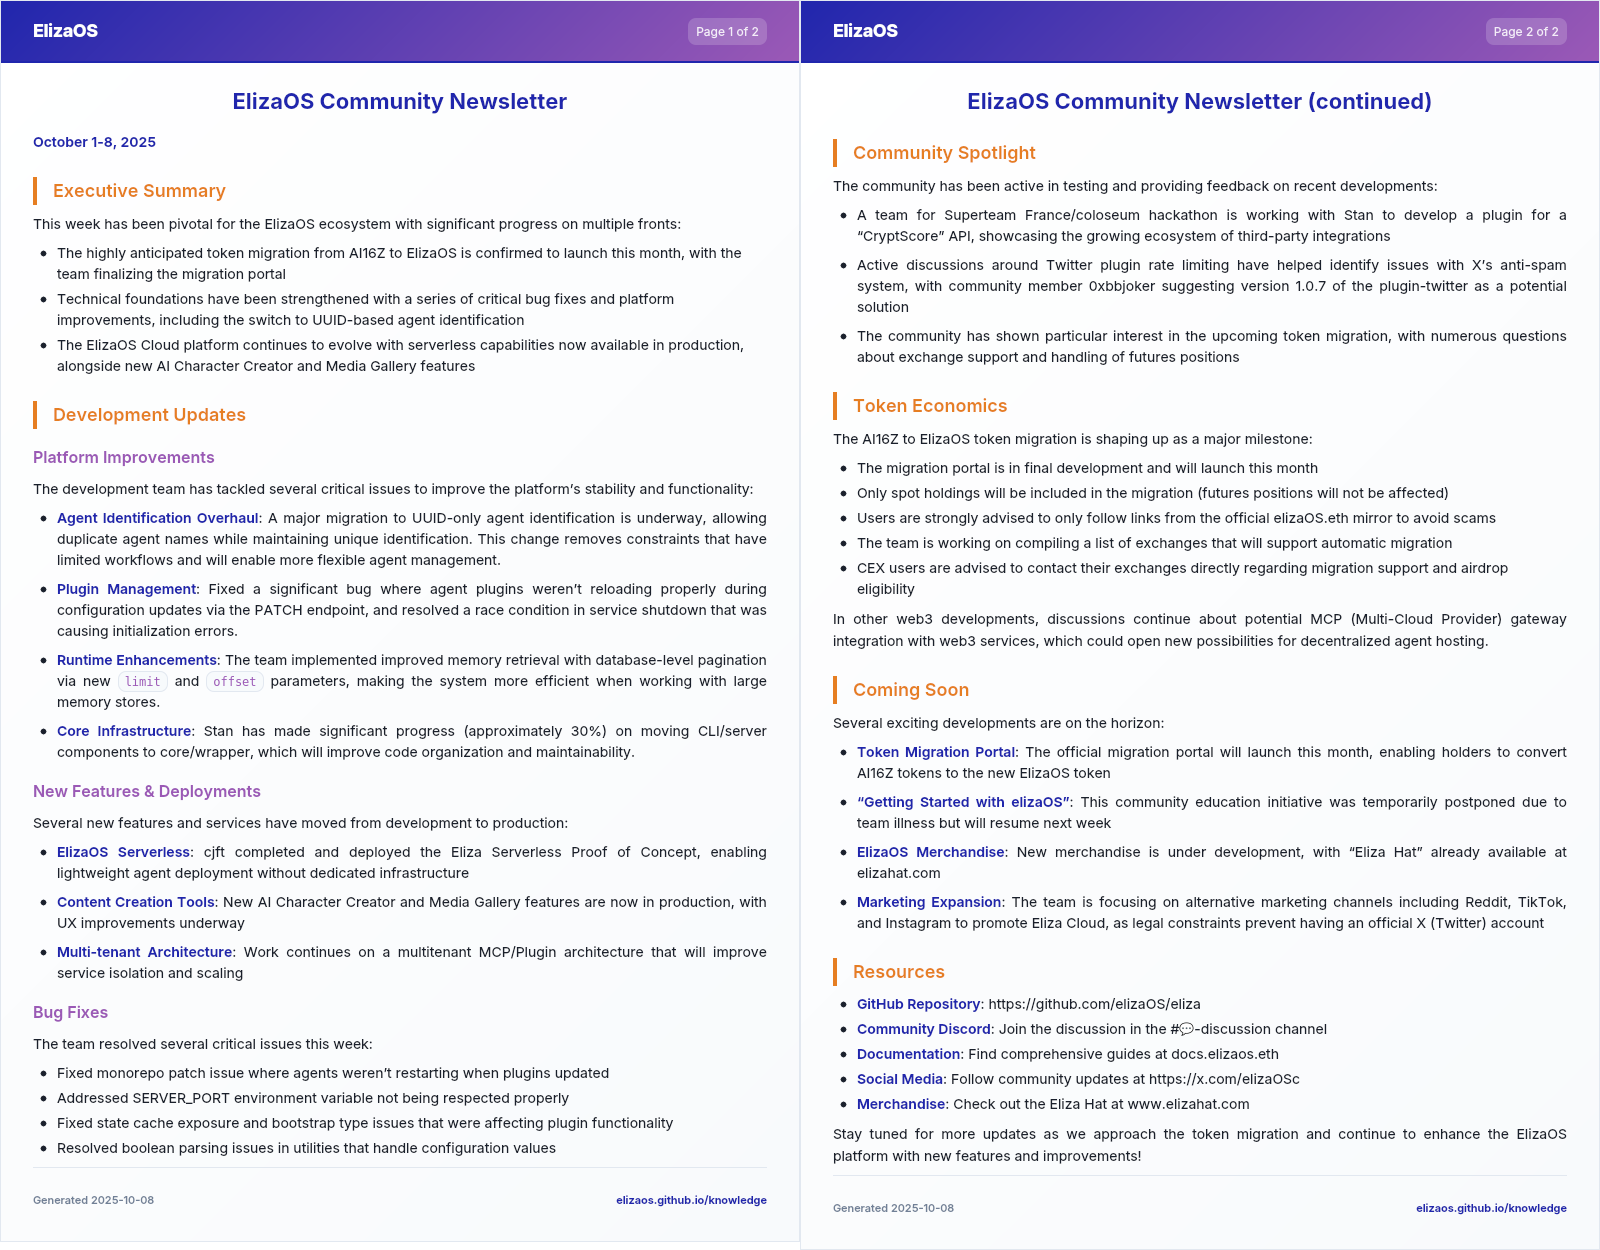 ElizaOS
Page 1 of 2
ElizaOS Community Newsletter
October 1-8, 2025
Executive Summary
This week has been pivotal for the ElizaOS ecosystem with significant progress on multiple fronts:
• The highly anticipated token migration from AI16Z to ElizaOS is confirmed to launch this month, with the
team finalizing the migration portal
• Technical foundations have been strengthened with a series of critical bug fixes and platform
improvements, including the switch to UUID-based agent identification
• The ElizaOS Cloud platform continues to evolve with serverless capabilities now available in production,
alongside new AI Character Creator and Media Gallery features
Development Updates
Platform Improvements
The development team has tackled several critical issues to improve the platform’s stability and functionality:
• Agent Identification Overhaul: A major migration to UUID-only agent identification is underway, allowing
duplicate agent names while maintaining unique identification. This change removes constraints that have
limited workflows and will enable more flexible agent management.
• Plugin Management: Fixed a significant bug where agent plugins weren’t reloading properly during
configuration updates via the PATCH endpoint, and resolved a race condition in service shutdown that was
causing initialization errors.
• Runtime Enhancements: The team implemented improved memory retrieval with database-level pagination
via new limit and offset parameters, making the system more efficient when working with large
memory stores.
• Core Infrastructure: Stan has made significant progress (approximately 30%) on moving CLI/server
components to core/wrapper, which will improve code organization and maintainability.
New Features & Deployments
Several new features and services have moved from development to production:
• ElizaOS Serverless: cjft completed and deployed the Eliza Serverless Proof of Concept, enabling
lightweight agent deployment without dedicated infrastructure
• Content Creation Tools: New AI Character Creator and Media Gallery features are now in production, with
UX improvements underway
• Multi-tenant Architecture: Work continues on a multitenant MCP/Plugin architecture that will improve
service isolation and scaling
Bug Fixes
The team resolved several critical issues this week:
• Fixed monorepo patch issue where agents weren’t restarting when plugins updated
• Addressed SERVER_PORT environment variable not being respected properly
• Fixed state cache exposure and bootstrap type issues that were affecting plugin functionality
• Resolved boolean parsing issues in utilities that handle configuration values
Generated 2025-10-08
elizaos.github.io/knowledge
ElizaOS
Page 2 of 2
ElizaOS Community Newsletter (continued)
Community Spotlight
The community has been active in testing and providing feedback on recent developments:
• A team for Superteam France/coloseum hackathon is working with Stan to develop a plugin for a
“CryptScore” API, showcasing the growing ecosystem of third-party integrations
• Active discussions around Twitter plugin rate limiting have helped identify issues with X’s anti-spam
system, with community member 0xbbjoker suggesting version 1.0.7 of the plugin-twitter as a potential
solution
• The community has shown particular interest in the upcoming token migration, with numerous questions
about exchange support and handling of futures positions
Token Economics
The AI16Z to ElizaOS token migration is shaping up as a major milestone:
• The migration portal is in final development and will launch this month
• Only spot holdings will be included in the migration (futures positions will not be affected)
• Users are strongly advised to only follow links from the official elizaOS.eth mirror to avoid scams
• The team is working on compiling a list of exchanges that will support automatic migration
• CEX users are advised to contact their exchanges directly regarding migration support and airdrop
eligibility
In other web3 developments, discussions continue about potential MCP (Multi-Cloud Provider) gateway
integration with web3 services, which could open new possibilities for decentralized agent hosting.
Coming Soon
Several exciting developments are on the horizon:
• Token Migration Portal: The official migration portal will launch this month, enabling holders to convert
AI16Z tokens to the new ElizaOS token
• “Getting Started with elizaOS”: This community education initiative was temporarily postponed due to
team illness but will resume next week
• ElizaOS Merchandise: New merchandise is under development, with “Eliza Hat” already available at
elizahat.com
• Marketing Expansion: The team is focusing on alternative marketing channels including Reddit, TikTok,
and Instagram to promote Eliza Cloud, as legal constraints prevent having an official X (Twitter) account
Resources
• GitHub Repository: https://github.com/elizaOS/eliza
• Community Discord: Join the discussion in the #💬-discussion channel
• Documentation: Find comprehensive guides at docs.elizaos.eth
• Social Media: Follow community updates at https://x.com/elizaOSc
• Merchandise: Check out the Eliza Hat at www.elizahat.com
Stay tuned for more updates as we approach the token migration and continue to enhance the ElizaOS
platform with new features and improvements!
Generated 2025-10-08
elizaos.github.io/knowledge